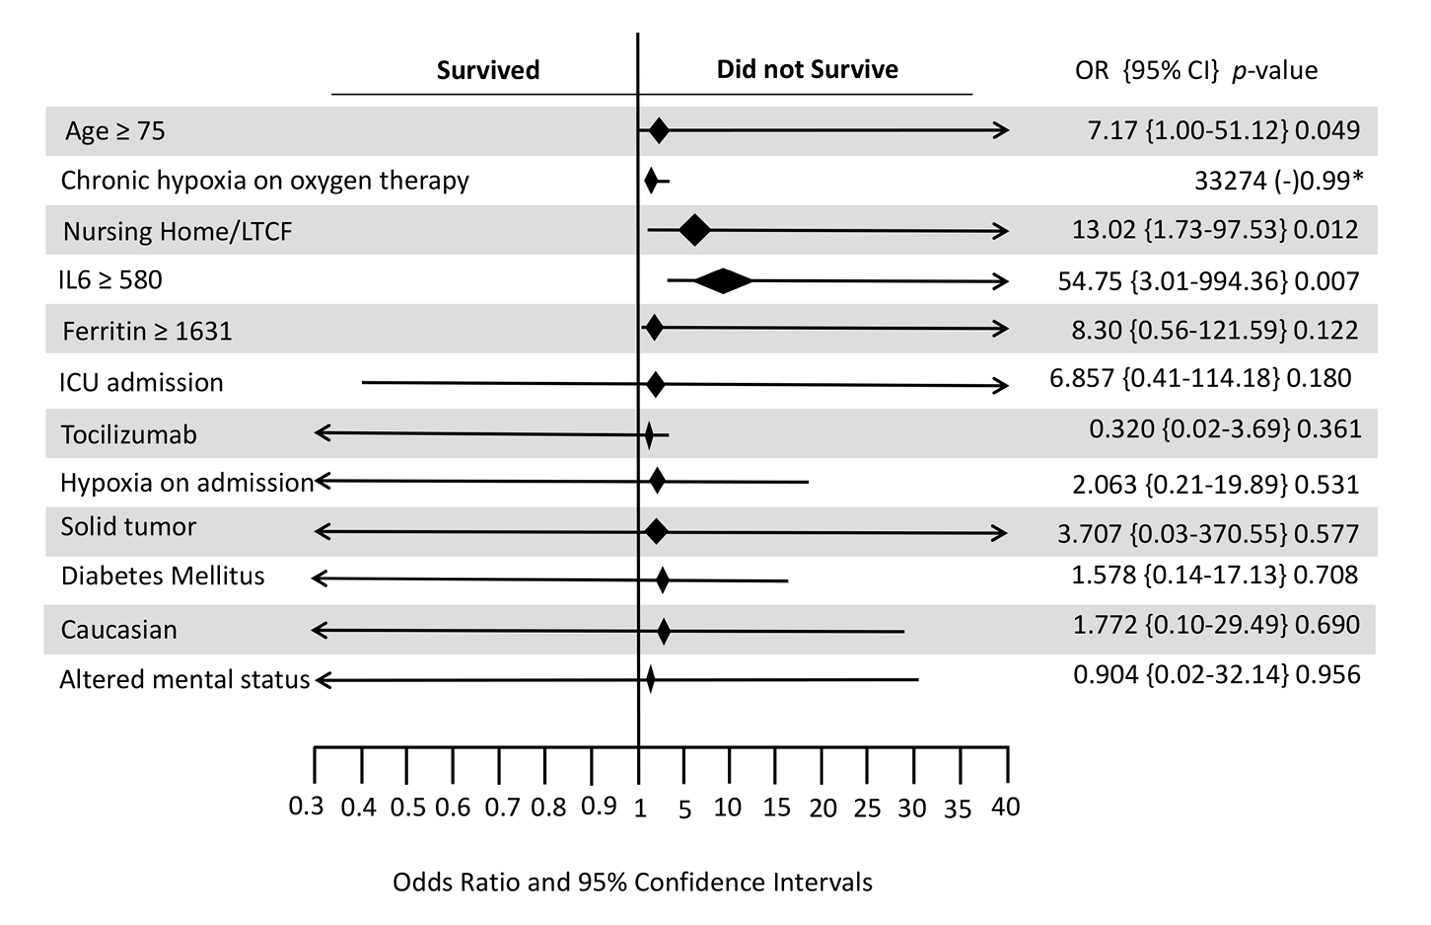 Survived Did not Survive OR {95% CI} p-value
Age ≥ 75 7.17 {1.00-51.12} 0.049
Chronic hypoxia on oxygen therapy 33274 (-)0.99*
Nursing Home/LTCF 13.02 {1.73-97.53} 0.012
IL6 ≥ 580 54.75 {3.01-994.36} 0.007
Ferritin ≥ 1631 8.30 {0.56-121.59} 0.122
ICU admission 6.857 {0.41-114.18} 0.180
Tocilizumab 0.320 {0.02-3.69} 0.361
Hypoxia on admission 2.063 {0.21-19.89} 0.531
Solid tumor 3.707 {0.03-370.55} 0.577
Diabetes Mellitus 1.578 {0.14-17.13} 0.708
Caucasian 1.772 {0.10-29.49} 0.690
Altered mental status 0.904 {0.02-32.14} 0.956
0.3 0.4 0.5 0.6 0.7 0.8 0.9 1 5 10 15 20 25 30 35 40
Odds Ratio and 95% Confidence Intervals